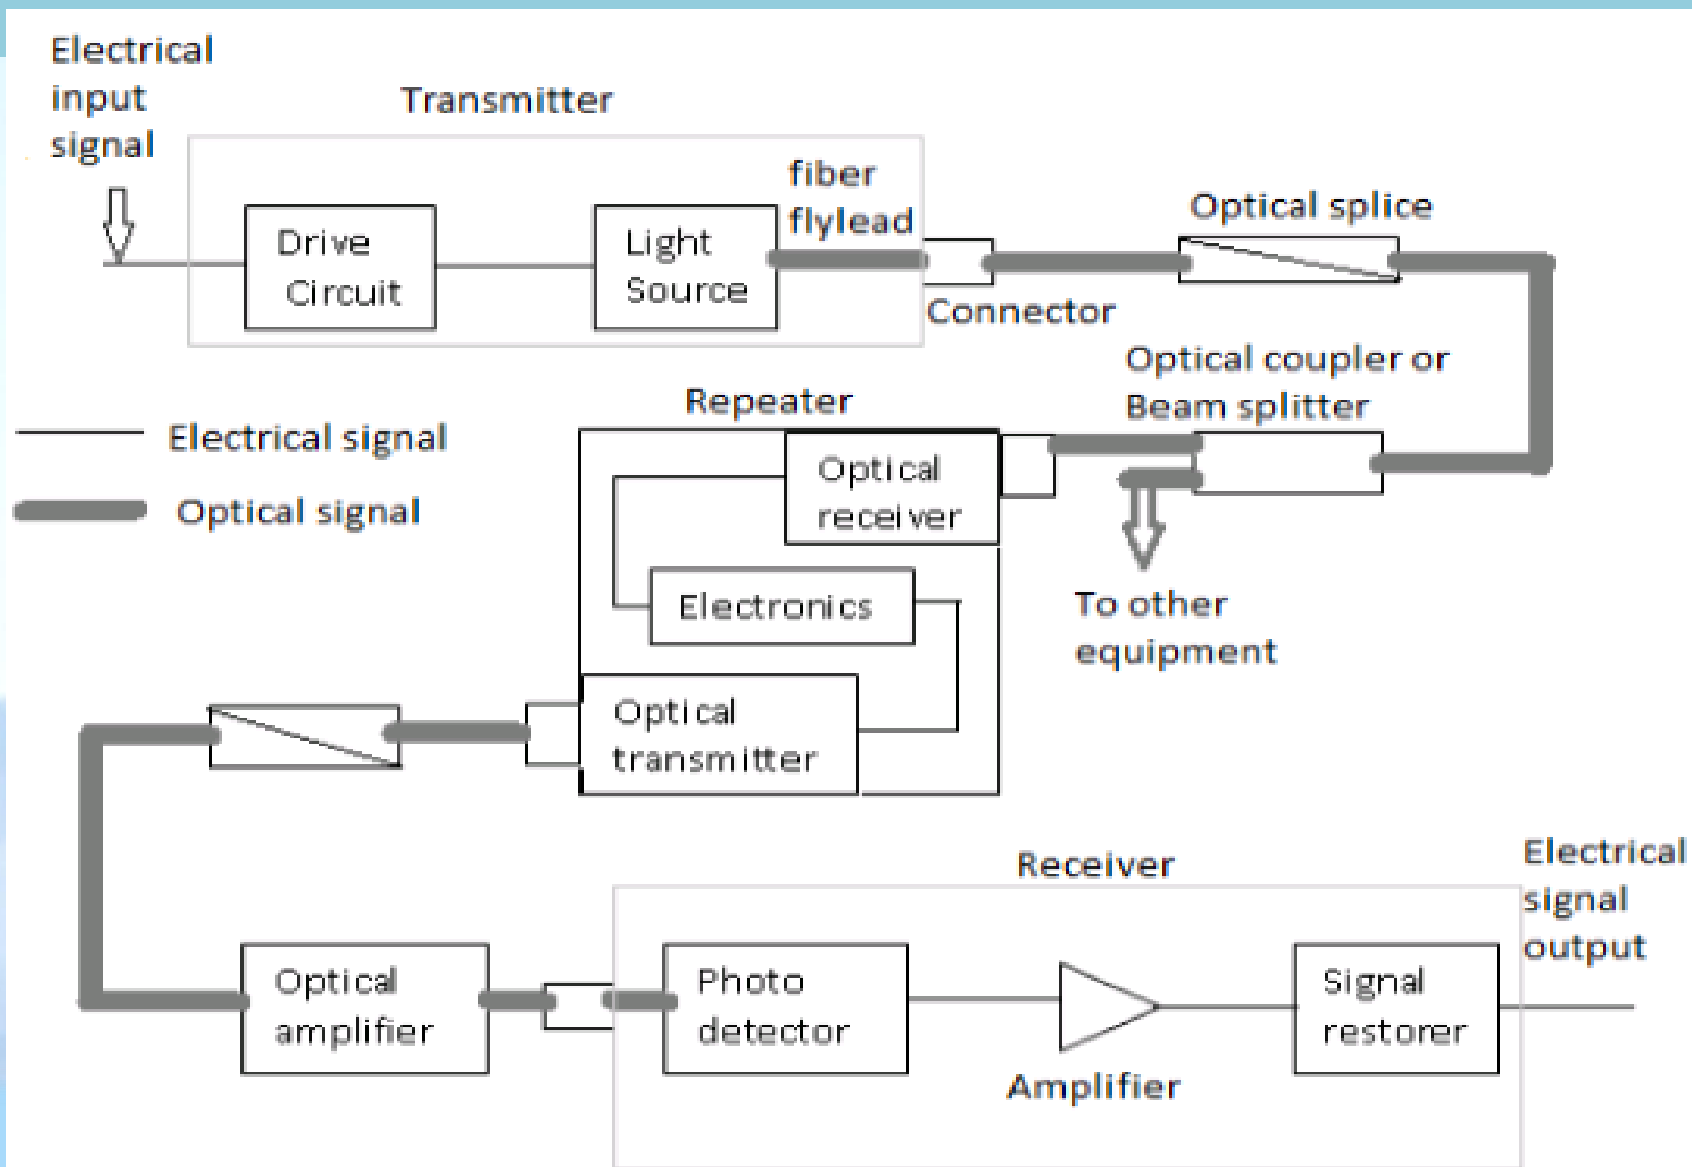 Electrical
input
signal
Transmitter
fiber
flylead
Drive
Circuit
Light
Source
Connector
Optical splice
Optical coupler or
Beam splitter
Repeater
Electrical signal
Optical signal
Optical
receiver
Electronics
To other
equipment
Optical
transmitter
Receiver
Electrical
signal
output
Optical
amplifier
Photo
detector
Amplifier
Signal
restorer